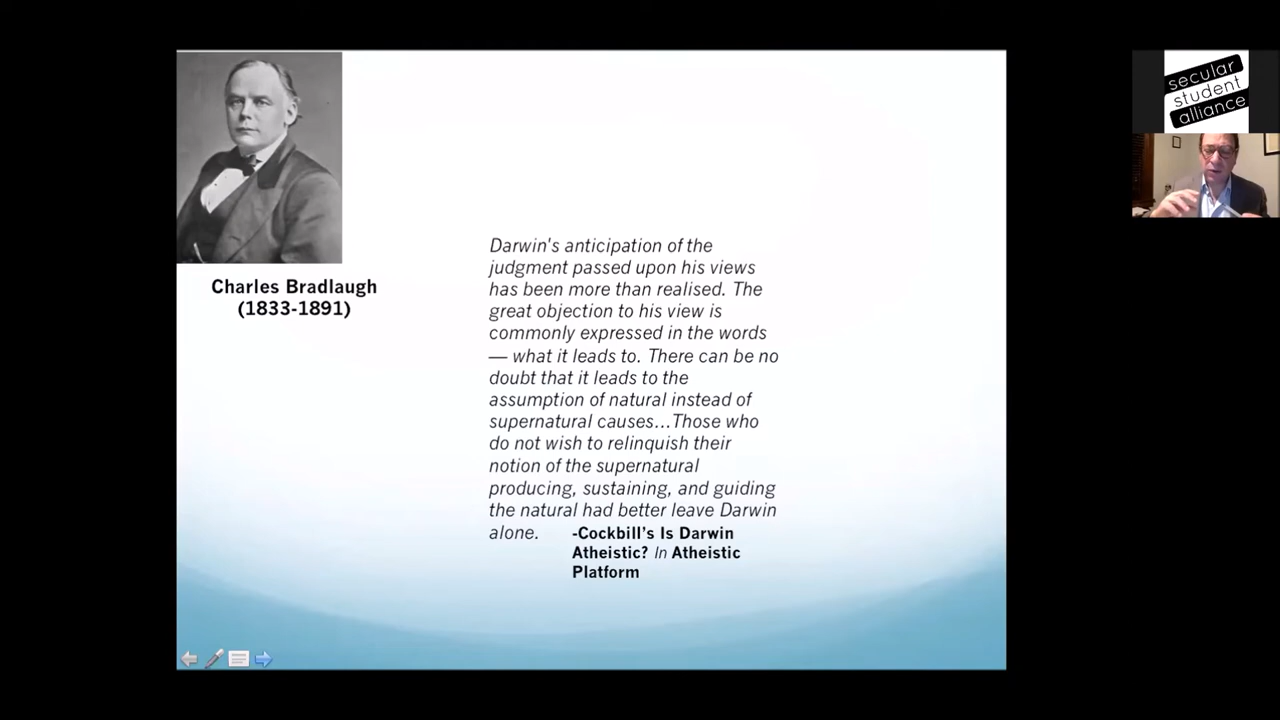 Charles Bradlaugh
(1833-1891)
Darwin's anticipation of the
judgment passed upon his views
has been more than realised. The
great objection to his view is
commonly expressed in the words
— what it leads to. There can be no
doubt that it leads to the
assumption of natural instead of
supernatural causes...Those who
do not wish to relinquish their
notion of the supernatural
producing, sustaining, and guiding
the natural had better leave Darwin
alone. -Cockbill’s Is Darwin
Atheistic? In Atheistic
Platform
secular
student
alliance